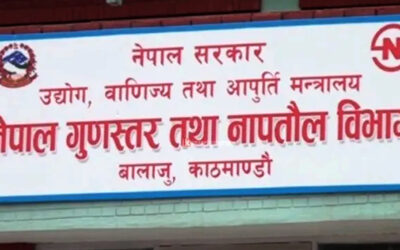 नेपाल सरकार
उद्योग, वाणिज्य तथा आपुर्ति मन्त्रालय
नेपाल गुणस्तर तथा नापतौल विभाग
बालाजु, काठमाण्डौ